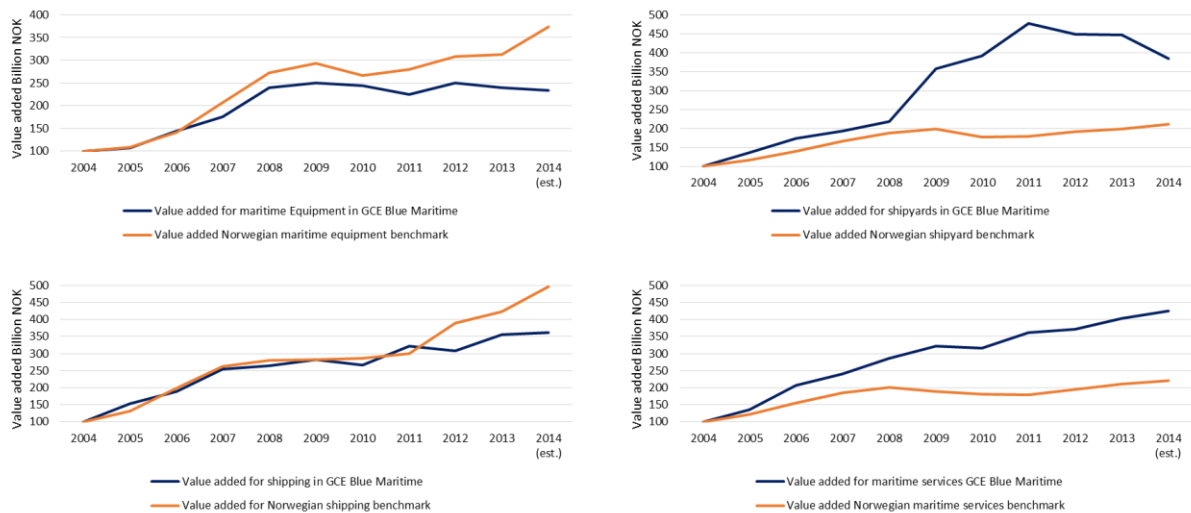 Value added Billion NOK
400
350
300
250
200
150
100
2004 2005 2006 2007 2008 2009 2010 2011 2012 2013 2014
(est.)
Value added for maritime Equipment in GCE Blue Maritime
Value added Norwegian maritime equipment benchmark
Value added Billion NOK
500
450
400
350
300
250
200
150
100
2004 2005 2006 2007 2008 2009 2010 2011 2012 2013 2014
Value added for shipyards in GCE Blue Maritime
Value added Norwegian shipyard benchmark
Value added Billion NOK
500
450
400
350
300
250
200
150
100
2004 2005 2006 2007 2008 2009 2010 2011 2012 2013 2014
(est.)
Value added for shipping in GCE Blue Maritime
Value added for Norwegian shipping benchmark
Value added Billion NOK
500
450
400
350
300
250
200
150
100
2004 2005 2006 2007 2008 2009 2010 2011 2012 2013 2014
(est.)
Value added for maritime services GCE Blue Maritime
Value added Norwegian maritime services benchmark